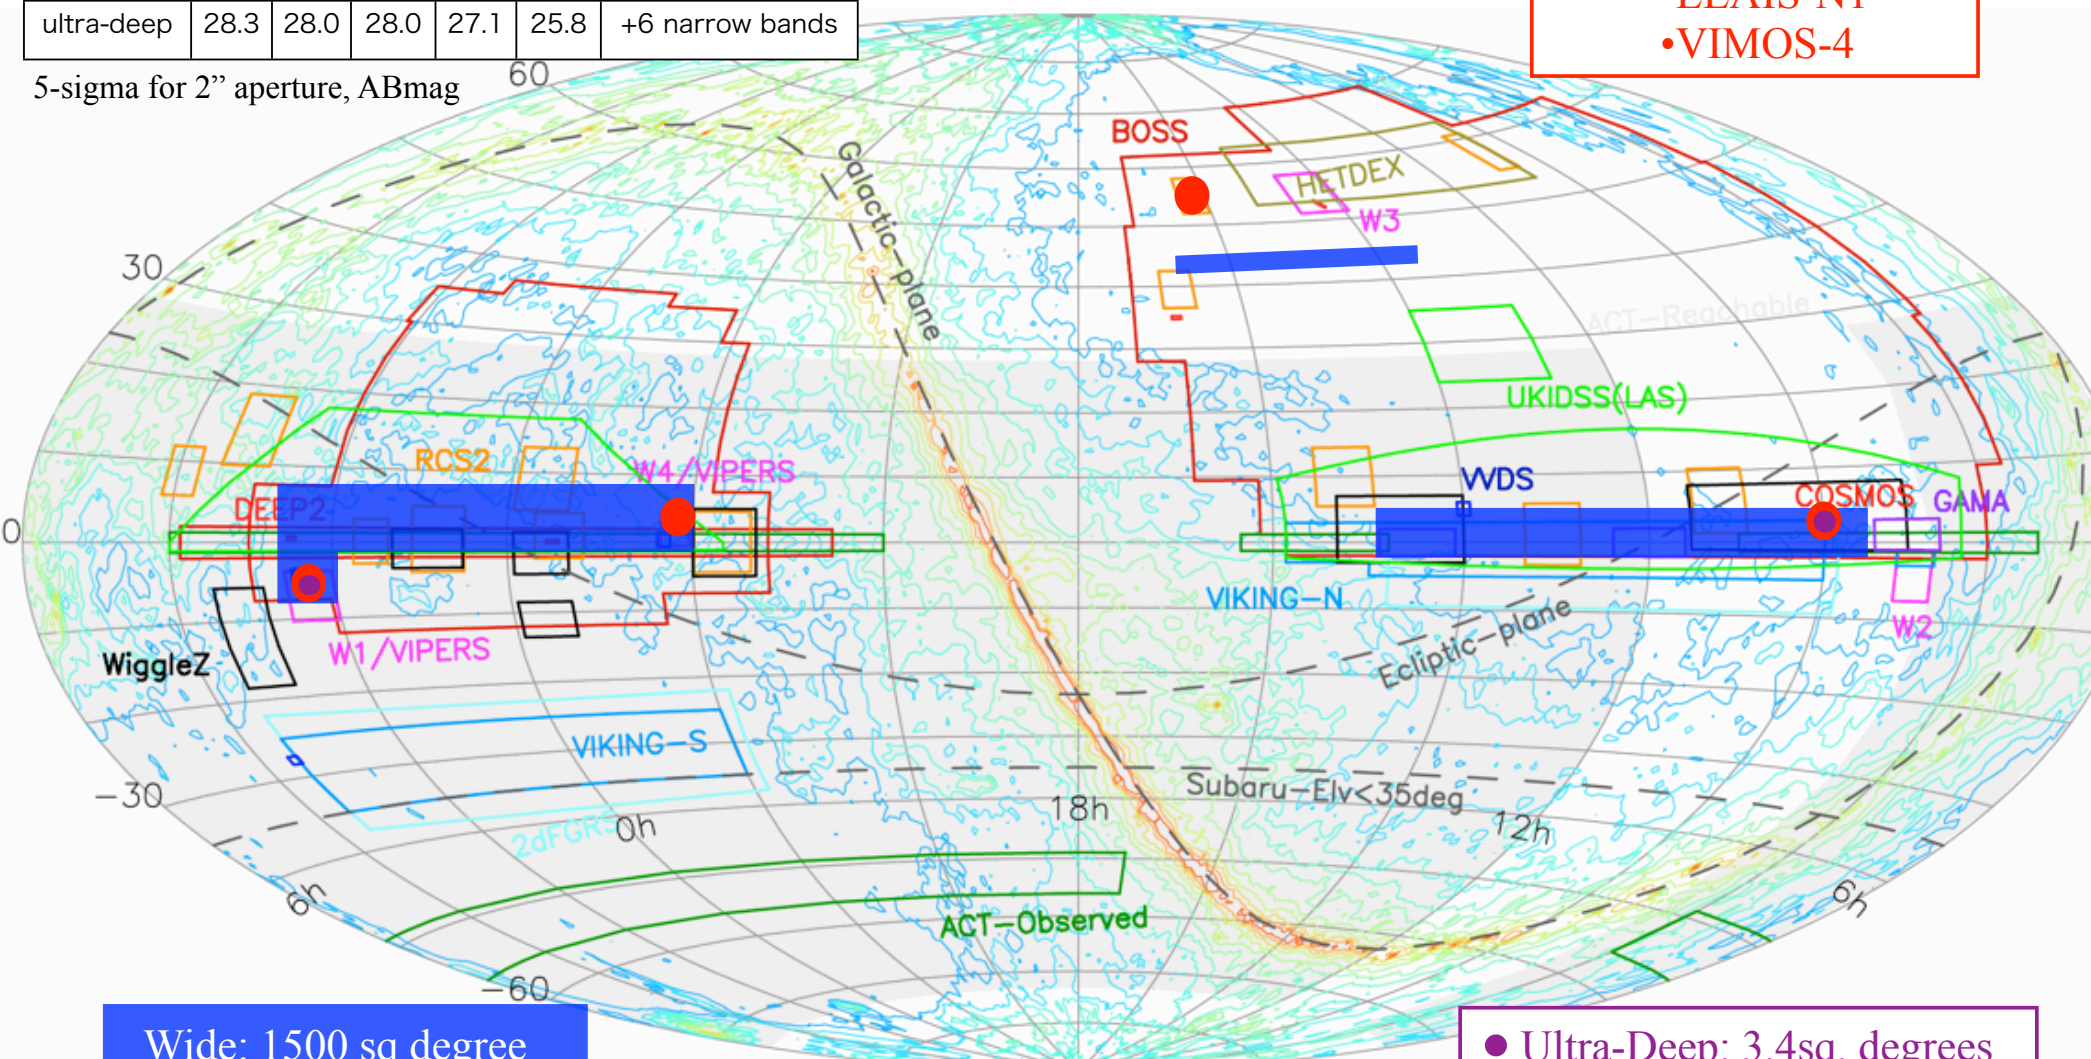 ultra-deep 28.3 28.0 28.0 27.1 25.8 +6 narrow bands
5-sigma for 2” aperture, ABmag
ELAIS-N1
•VIMOS-4
60
BOSS
Galactic-plane
HETDEX
W3
30
ACT-Reachable
UKIDSS(LAS)
RCS2
W4/VIPERS
VVDS
DEEP2
COSMOS
GAMA
0
VIKING-N
Ecliptic-plane
W2
W1/VIPERS
WiggleZ
VIKING-S
Subaru-Elv<35deg
-30
18h
0h
12h
2dFGRS
6h
6h
ACT-Observed
-60
Wide: 1500 sq degree
● Ultra-Deep: 3.4sq. degrees